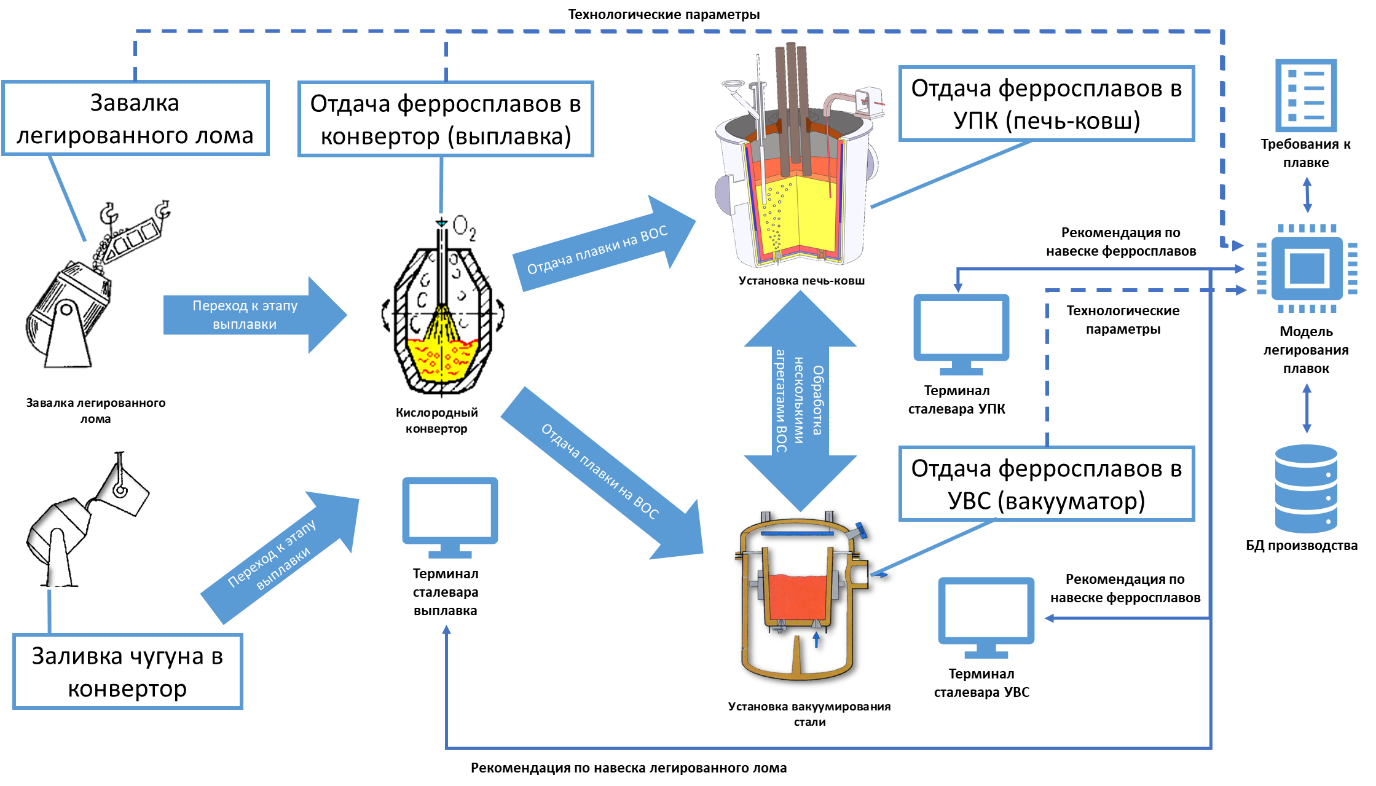 Технологические параметры
Завалка
легированного лома
Отдача ферросплавов в
конвертор (выплавка)
Отдача ферросплавов в
УПК (печь-ковш)
Требования к
плавке
O₂
Отдача плавки на ВОС
Рекомендация по
навеске ферросплавов
Установка печь-ковш
Переход к этапу
выплавки
Технологические
параметры
Модель
легирования
плавок
Терминал
сталевара УПК
Обработка
несколькими
агрегатами ВОС
Завалка легированного
лома
Кислородный
конвертор
Отдача плавки на ВОС
Отдача ферросплавов в
УВС (вакууматор)
БД производства
Переход к этапу
выплавки
Терминал
сталевара
выплавка
Рекомендация по
навеске ферросплавов
Заливка чугуна в
конвертор
Терминал
сталевара УВС
Установка вакуумирования
стали
Рекомендация по навеска легированного лома